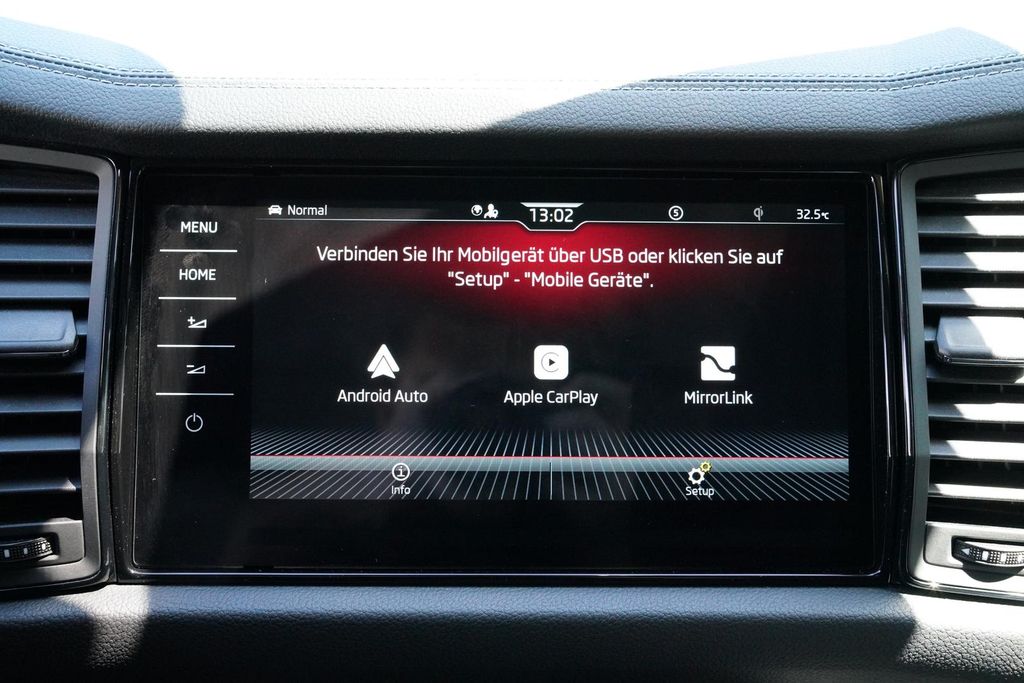 Normal
13:02
S
32.5°C
MENU
HOME
Verbinden Sie Ihr Mobilgerät über USB oder klicken Sie auf
"Setup" - "Mobile Geräte".
Android Auto
Apple CarPlay
MirrorLink
Info
Setup